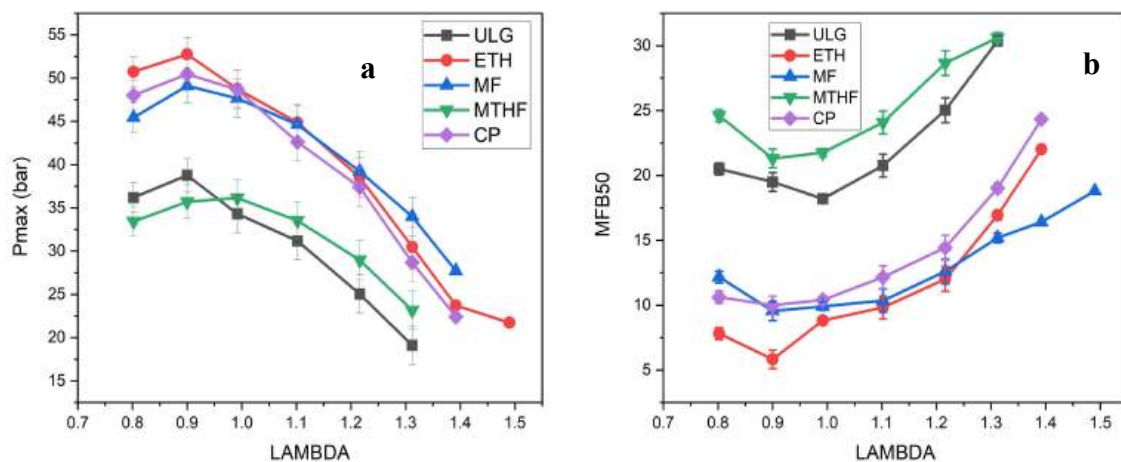 a
ULG
ETH
MF
MTHF
CP
Pmax (bar)
55
50
45
40
35
30
25
20
15
0.7 0.8 0.9 1.0 1.1 1.2 1.3 1.4 1.5
LAMBDA
b
ULG
ETH
MF
MTHF
CP
MFB50
30
25
20
15
10
5
0.7 0.8 0.9 1.0 1.1 1.2 1.3 1.4 1.5
LAMBDA